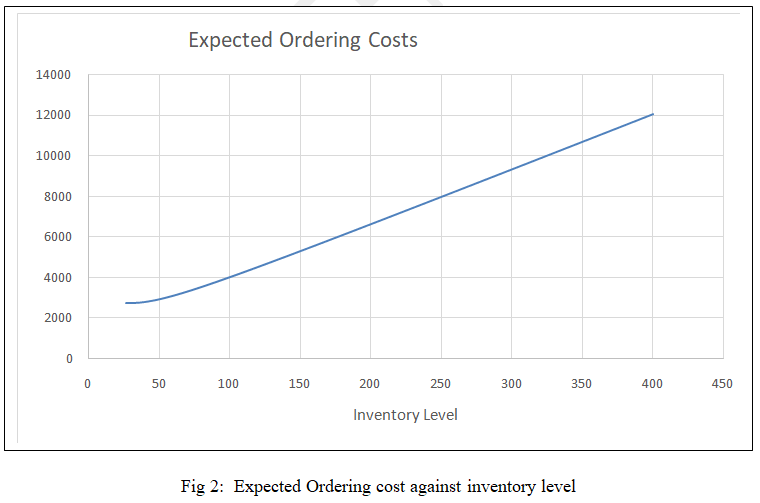 Expected Ordering Costs
14000
12000
10000
8000
6000
4000
2000
0
0 50 100 150 200 250 300 350 400 450
Inventory Level
Fig 2:  Expected Ordering cost against inventory level